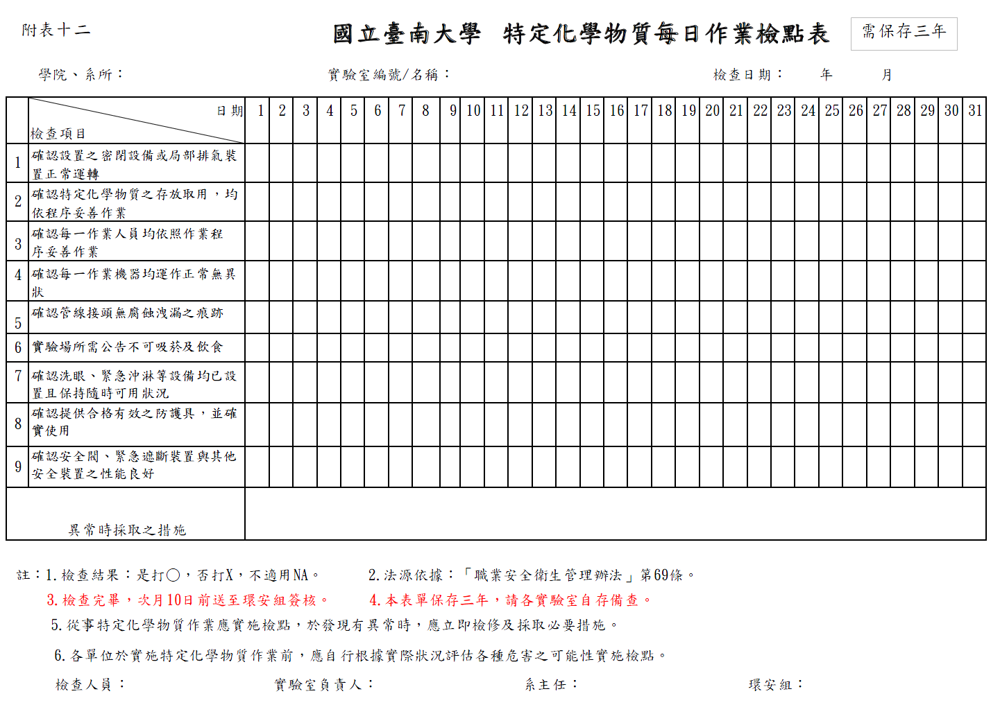 附表十二
國立臺南大學 特定化學物質每日作業檢點表
需保存三年
學院、系所： 實驗室編號/名稱： 檢查日期： 年 月
日期 1 2 3 4 5 6 7 8 9 10 11 12 13 14 15 16 17 18 19 20 21 22 23 24 25 26 27 28 29 30 31
檢查項目
1 確認設置之密閉設備或局部排氣裝
置正常運轉
2 確認特定化學物質之存放取用，均
依程序妥善作業
3 確認每一作業人員均依照作業程
序妥善作業
4 確認每一作業機器均運作正常無異
狀
5 確認管線接頭無腐蝕洩漏之痕跡
6 實驗場所需公告不可吸菸及飲食
7 確認洗眼、緊急沖淋等設備均已設
置且保持隨時可用狀況
8 確認提供合格有效之防護具，並確
實使用
9 確認安全閥、緊急遮斷裝置與其他
安全裝置之性能良好
異常時採取之措施
註：1.檢查結果：是打○，否打X，不適用NA。 2.法源依據：「職業安全衛生管理辦法」第69條。
3.檢查完畢，次月10日前送至環安組簽核。 4.本表單保存三年，請各實驗室自存備查。
5.從事特定化學物質作業應實施檢點，於發現有異常時，應立即檢修及採取必要措施。
6.各單位於實施特定化學物質作業前，應自行根據實際狀況評估各種危害之可能性實施檢點。
檢查人員： 實驗室負責人： 系主任： 環安組：